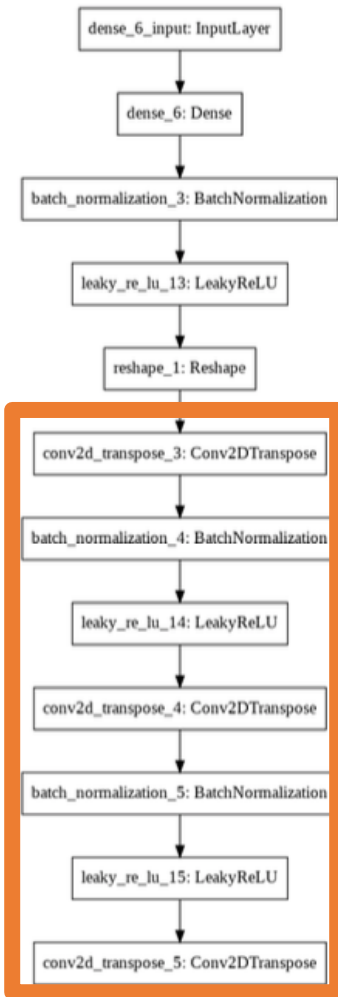 dense_6_input: InputLayer
dense_6: Dense
batch_normalization_3: BatchNormalization
leaky_re_lu_13: LeakyReLU
reshape_1: Reshape
conv2d_transpose_3: Conv2DTranspose
batch_normalization_4: BatchNormalization
leaky_re_lu_14: LeakyReLU
conv2d_transpose_4: Conv2DTranspose
batch_normalization_5: BatchNormalization
leaky_re_lu_15: LeakyReLU
conv2d_transpose_5: Conv2DTranspose